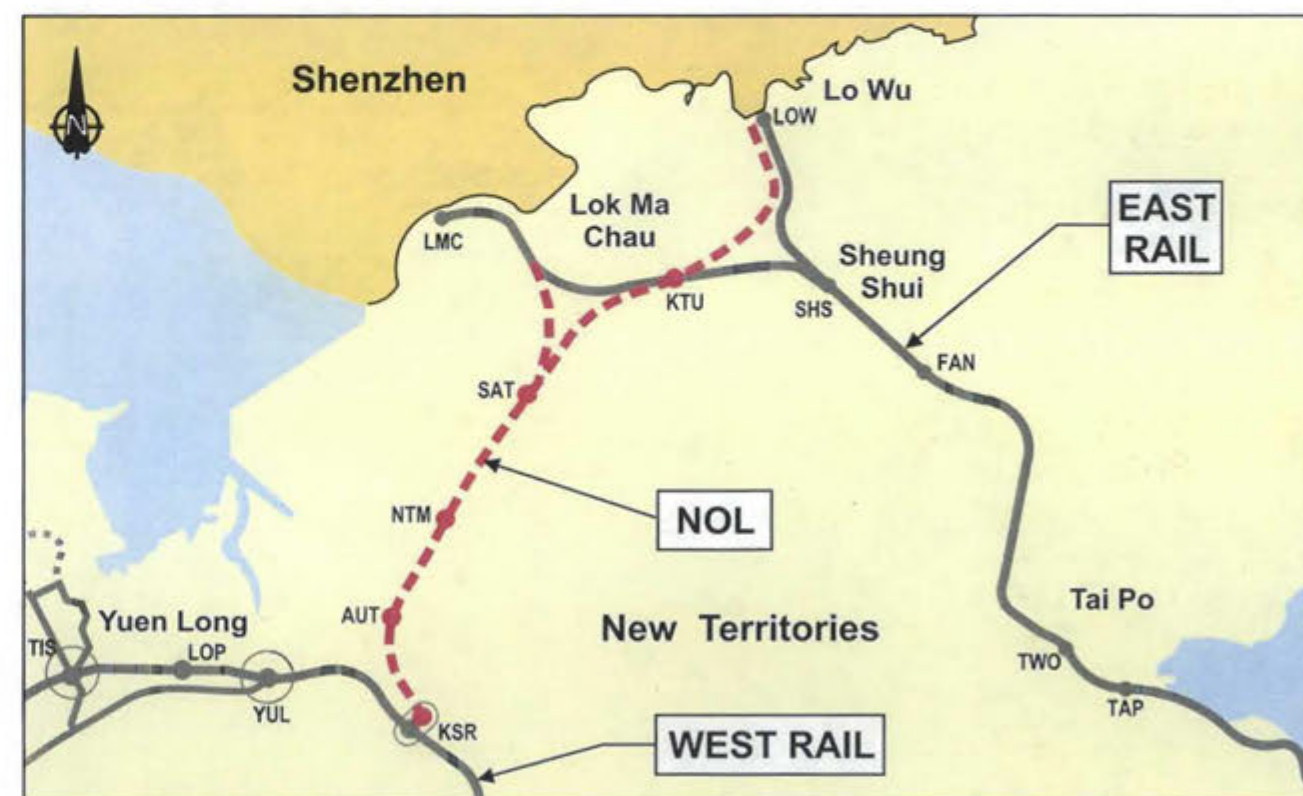 N
Shenzhen
Lo Wu
LOW
EAST
RAIL
Lok Ma
Chau
LMC
Sheung
Shui
KTU
SHS
FAN
SAT
NOL
NTM
AUT
New Territories
Tai Po
Yuen Long
TIS
LOP
TWO
YUL
KSR
TAP
WEST RAIL